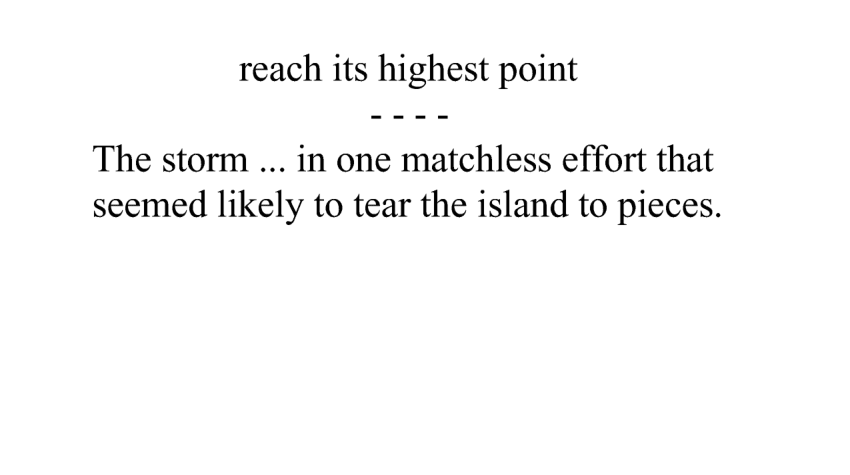 reach its highest point
- - - -
The storm ... in one matchless effort that
seemed likely to tear the island to pieces.